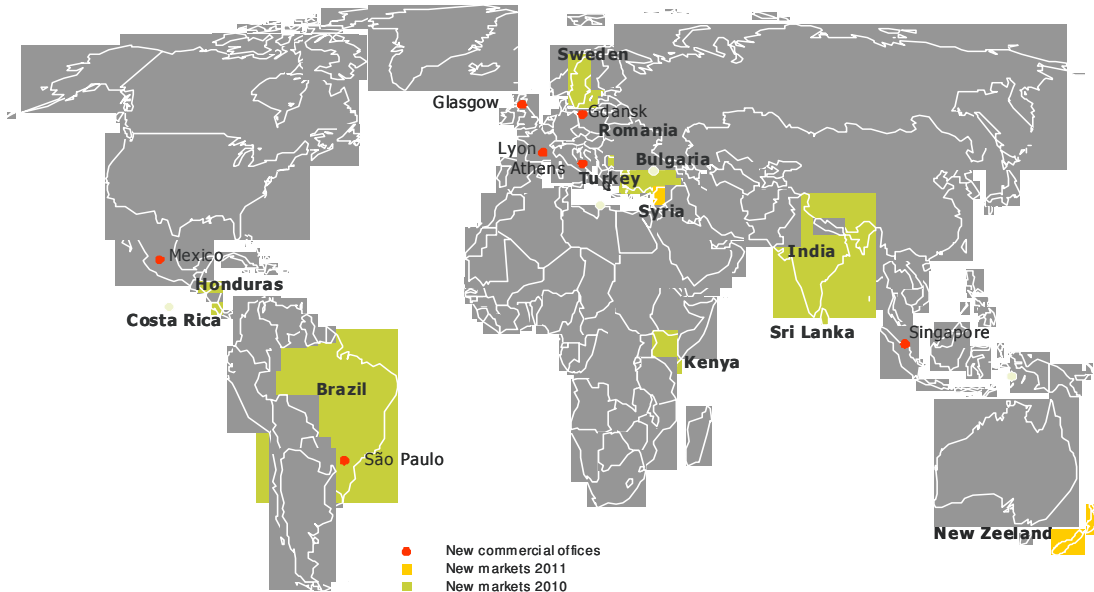 Sweden
Glasgow
Gdansk
Romania
Lyon
Bulgaria
Athens
Turkey
Syria
India
Mexico
Honduras
Costa Rica
Sri Lanka
Singapore
Kenya
Brazil
São Paulo
New Zeeland
New commercial offices
New markets 2011
New markets 2010